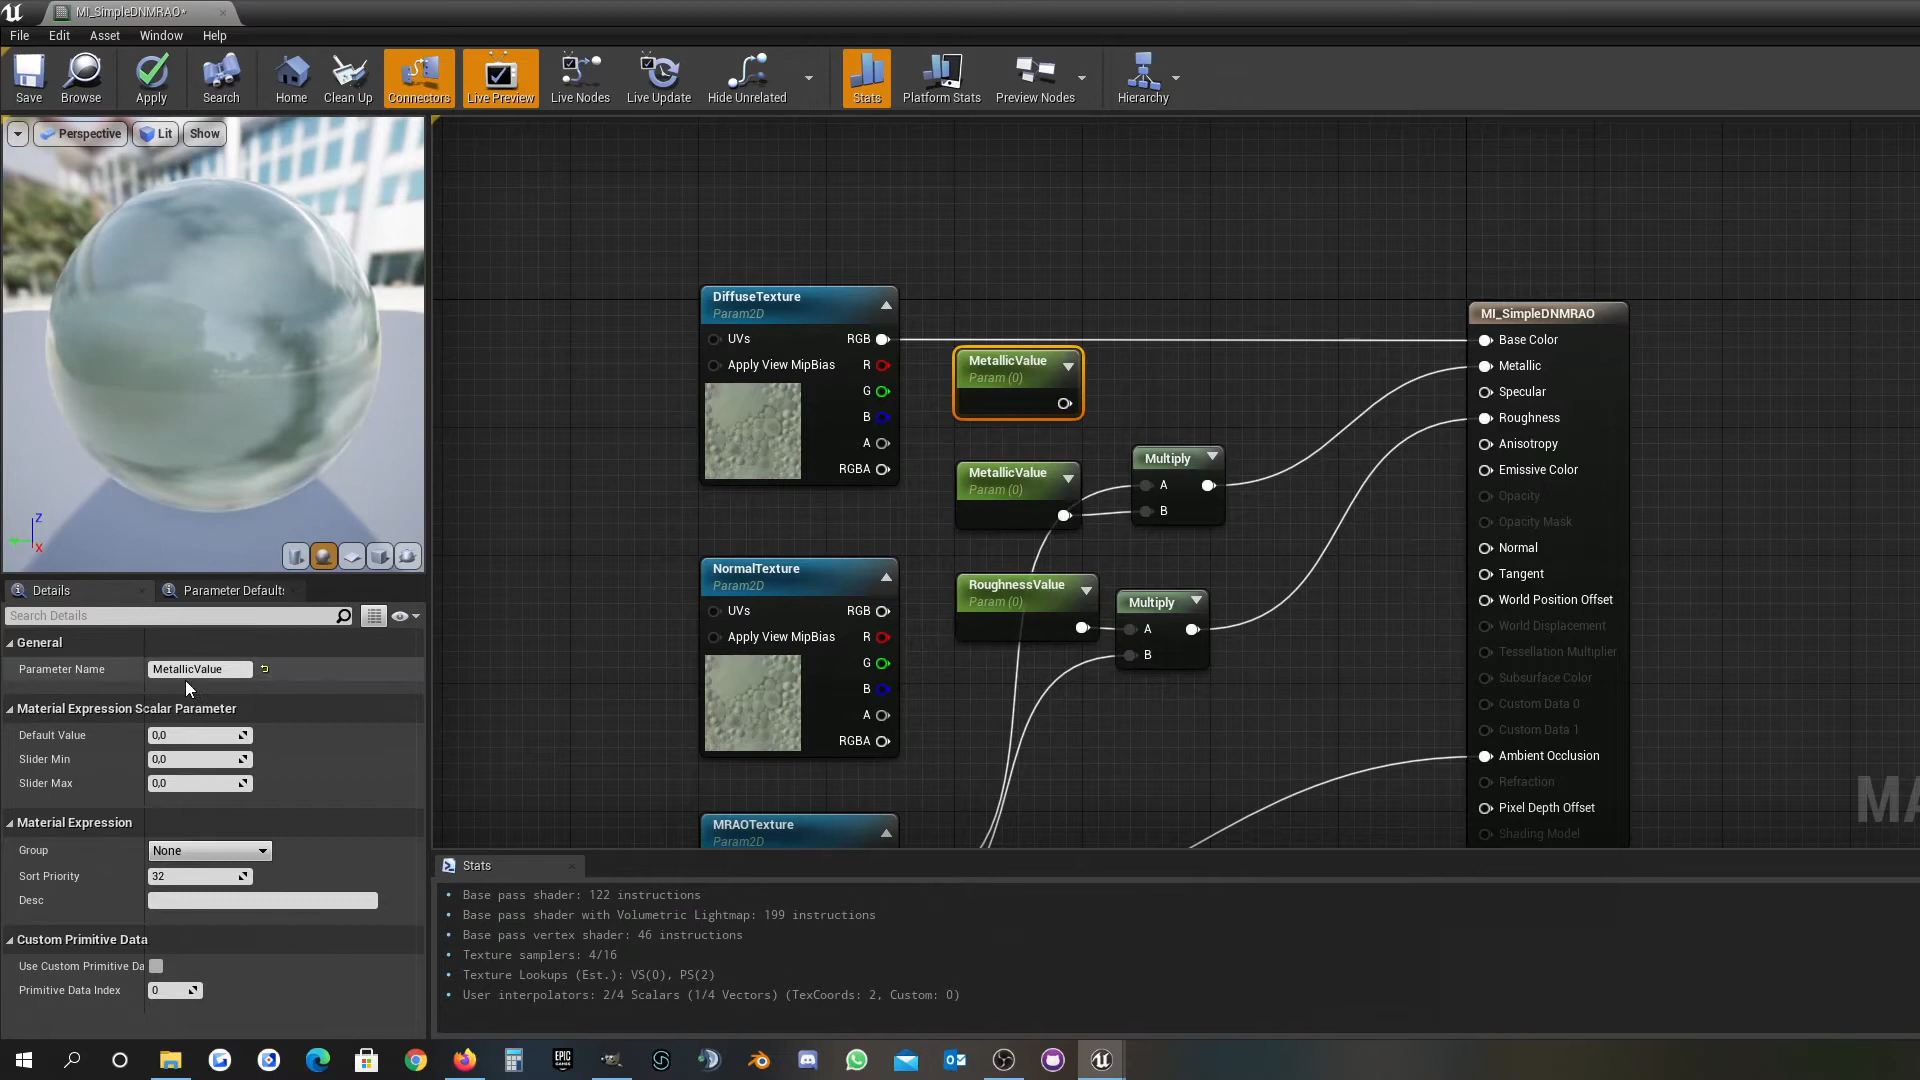 MI_SimpleDNMRAO*
File Edit Asset Window Help
Save Browse Apply Search Home Clean Up Connectors Live Preview Live Nodes Live Update Hide Unrelated Stats Platform Stats Preview Nodes Hierarchy
Perspective Lit Show
Z
X
DiffuseTexture
Param2D
UVs RGB
Apply View MipBias R
G
B
A
RGBA
MetallicValue
Param (0)
MetallicValue
Param (0)
Multiply
A
B
NormalTexture
Param2D
UVs RGB
Apply View MipBias R
G
B
A
RGBA
RoughnessValue
Param (0)
Multiply
A
B
MRAOTexture
Param2D
MI_SimpleDNMRAO
Base Color
Metallic
Specular
Roughness
Anisotropy
Emissive Color
Opacity
Opacity Mask
Normal
Tangent
World Position Offset
World Displacement
Tessellation Multiplier
Subsurface Color
Custom Data 0
Custom Data 1
Ambient Occlusion
Refraction
Pixel Depth Offset
Shading Model
MA
Details Parameter Default
Search Details
General
Parameter Name MetallicValue
Material Expression Scalar Parameter
Default Value 0,0
Slider Min 0,0
Slider Max 0,0
Material Expression
Group None
Sort Priority 32
Desc
Custom Primitive Data
Use Custom Primitive Da
Primitive Data Index 0
Stats
• Base pass shader: 122 instructions
• Base pass shader with Volumetric Lightmap: 199 instructions
• Base pass vertex shader: 46 instructions
• Texture samplers: 4/16
• Texture Lookups (Est.): VS(0), PS(2)
• User interpolators: 2/4 Scalars (1/4 Vectors) (TexCoords: 2, Custom: 0)
EPIC GAMES